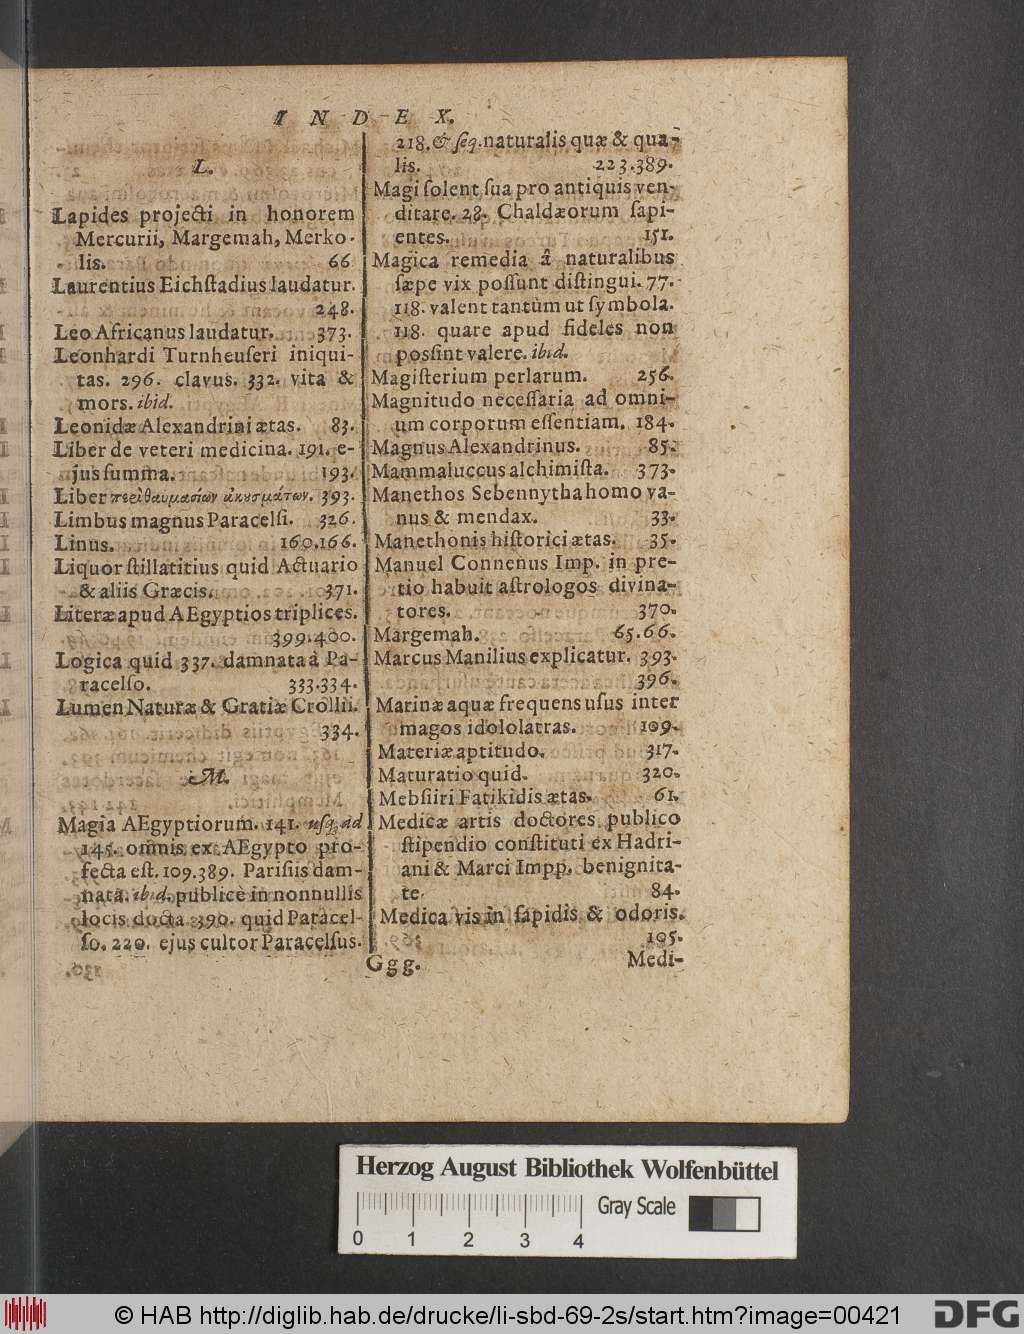 INDEX.
L.
Lapides projecti in honorem
Mercurii, Margemah, Merko-
lis. 66
Laurentius Eichſtadius laudatur.
248.
Leo Africanus laudatur. 373.
Leonhardi Turnheuſeri iniqui-
tas. 296. clavus. 332. vita &
mors. ibid.
Leonidæ Alexandrini ætas. 83.
Liber de veteri medicina. 191. e-
jus ſumma. 193.
Liber 393.
Limbus magnus Paracelſi. 326.
Linus. 160.166.
Liquor ſtillatitius quid Actuario
& aliis Græcis. 371.
Literæ apud AEgyptios triplices.
399.400.
Logica quid 337. damnata à Pa-
racelſo. 333.334.
Lumen Naturæ & Gratiæ Crollii.
334.
M.
Magia AEgyptiorum. 141. uſq; ad
145. omnis ex AEgypto pro-
fecta eſt. 109.389. Pariſiis dam-
nata. ibid. publicè in nonnullis
locis docta 390. quid Paracel-
ſo. 220. ejus cultor Paracelſus.
218. & ſeq. naturalis quæ & qua-
lis. 223.389.
Magi ſolent ſua pro antiquis ven-
ditare. 28. Chaldæorum ſapi-
entes. 151.
Magica remedia â naturalibus
ſæpe vix poſſunt diſtingui. 77.
118. valent tantùm ut ſymbola.
118. quare apud fideles non
poſſint valere. ibid.
Magiſterium perlarum. 256.
Magnitudo neceſſaria ad omni-
um corporum eſſentiam. 184.
Magnus Alexandrinus. 85.
Mammaluccus alchimiſta. 373.
Manethos Sebennytha homo va-
nus & mendax. 33.
Manethonis hiſtorici ætas. 35.
Manuel Connenus Imp. in pre-
tio habuit aſtrologos divina-
tores. 370.
Margemah. 65.66.
Marcus Manilius explicatur. 393.
396.
Marinæ aquæ frequens uſus inter
magos idololatras. 109.
Materiæ aptitudo. 317.
Maturatio quid. 320.
Mebſiiri Fatikidis ætas. 61.
Medicæ artis doctores publico
ſtipendio conſtituti ex Hadri-
ani & Marci Impp. benignita-
te. 84.
Medica vis in ſapidis & odoris.
105.
Ggg. Medi-
Herzog August Bibliothek Wolfenbüttel
Gray Scale
0 1 2 3 4
© HAB http://diglib.hab.de/drucke/li-sbd-69-2s/start.htm?image=00421
DFG